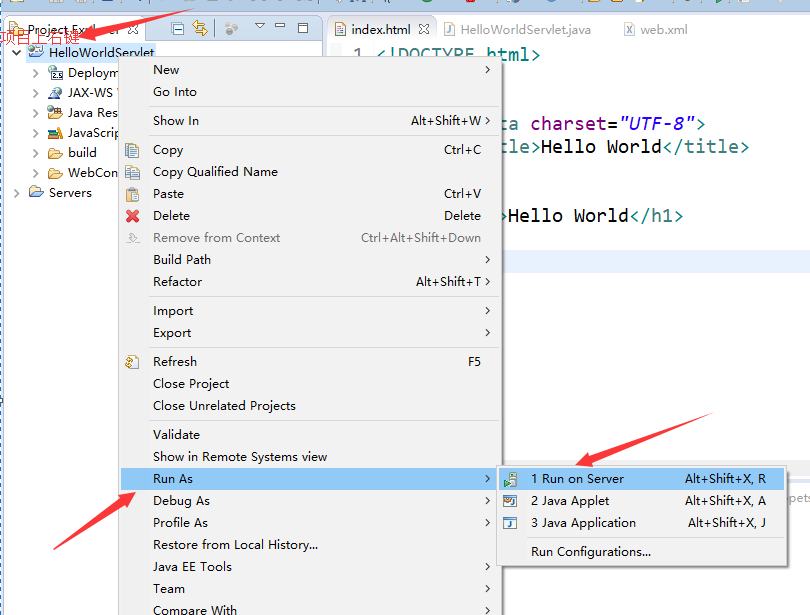 Project Explorer
项目上右键
index.html
HelloWorldServlet.java
web.xml
HelloWorldServlet
Deploym
JAX-WS
Java Res
JavaScrip
build
WebCon
Servers
1 <!DOCTYPE html>
ta charset="UTF-8">
tle>Hello World</title>
>Hello World</h1>
New
Go Into
Show In Alt+Shift+W
Copy Ctrl+C
Copy Qualified Name
Paste Ctrl+V
Delete Delete
Remove from Context Ctrl+Alt+Shift+Down
Build Path
Refactor Alt+Shift+T
Import
Export
Refresh F5
Close Project
Close Unrelated Projects
Validate
Show in Remote Systems view
Run As
Debug As
Profile As
Restore from Local History...
Java EE Tools
Team
Compare With
1 Run on Server Alt+Shift+X, R
2 Java Applet Alt+Shift+X, A
3 Java Application Alt+Shift+X, J
Run Configurations...
pets